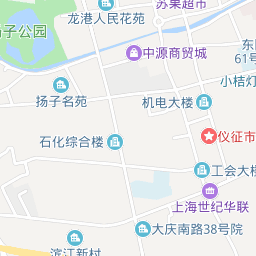 苏果超市
龙港人民花苑
扬子公园
中源商贸城
东
61号
小桔灯
扬子名苑
机电大楼
石化综合楼
仪征市
工会大楼
上海世纪华联
大庆南路38号院
滨江新村